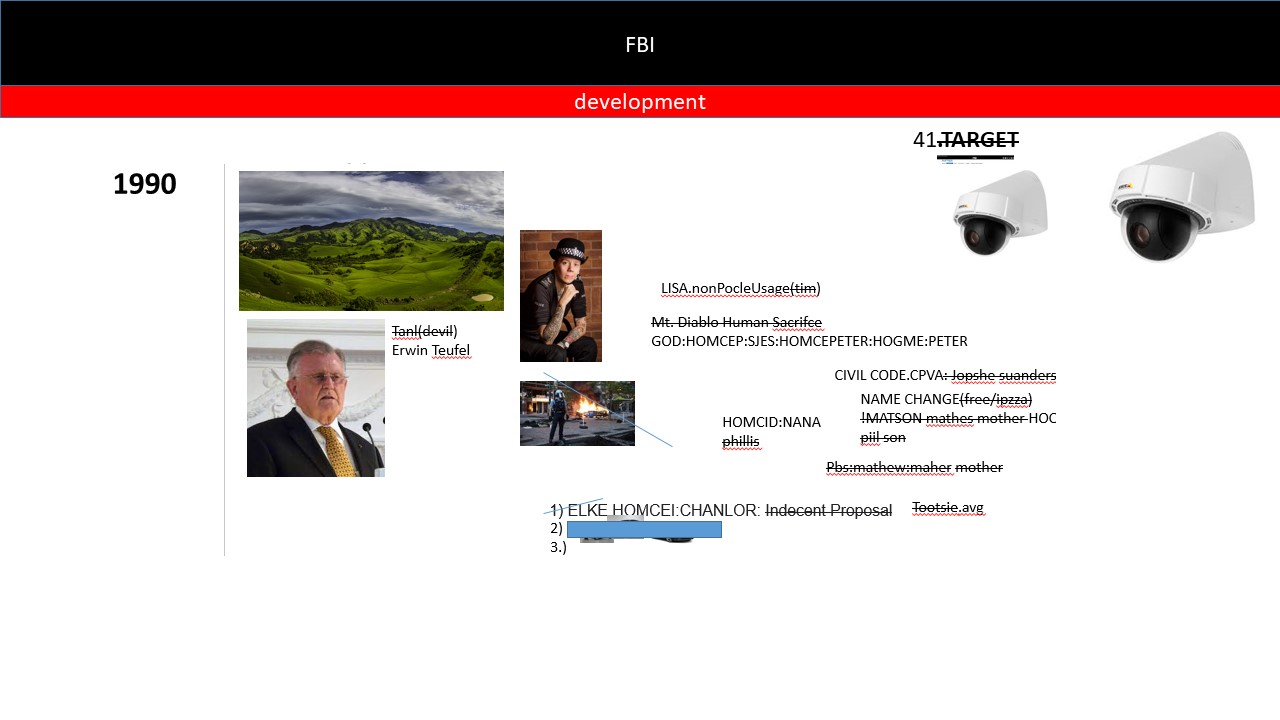 FBI
development
41.TARGET
1990
LISA.nonPocleUsage(tim)
Mt. Diablo Human Sacrifce
Tanl(devil)
GOD:HOMCEP:SJES:HOMCEPETER:HOGME:PETER
Erwin Teufel
CIVIL CODE.CPVA: Jopshe suanders
NAME CHANGE(free/ipzza)
!MATSON mathes mother HOC
piil son
HOMCID:NANA
phillis
Pbs:mathew:maher mother
1) ELKE HOMCEI:CHANLOR: Indecent Proposal
Tootsie.avg
2)
3.)